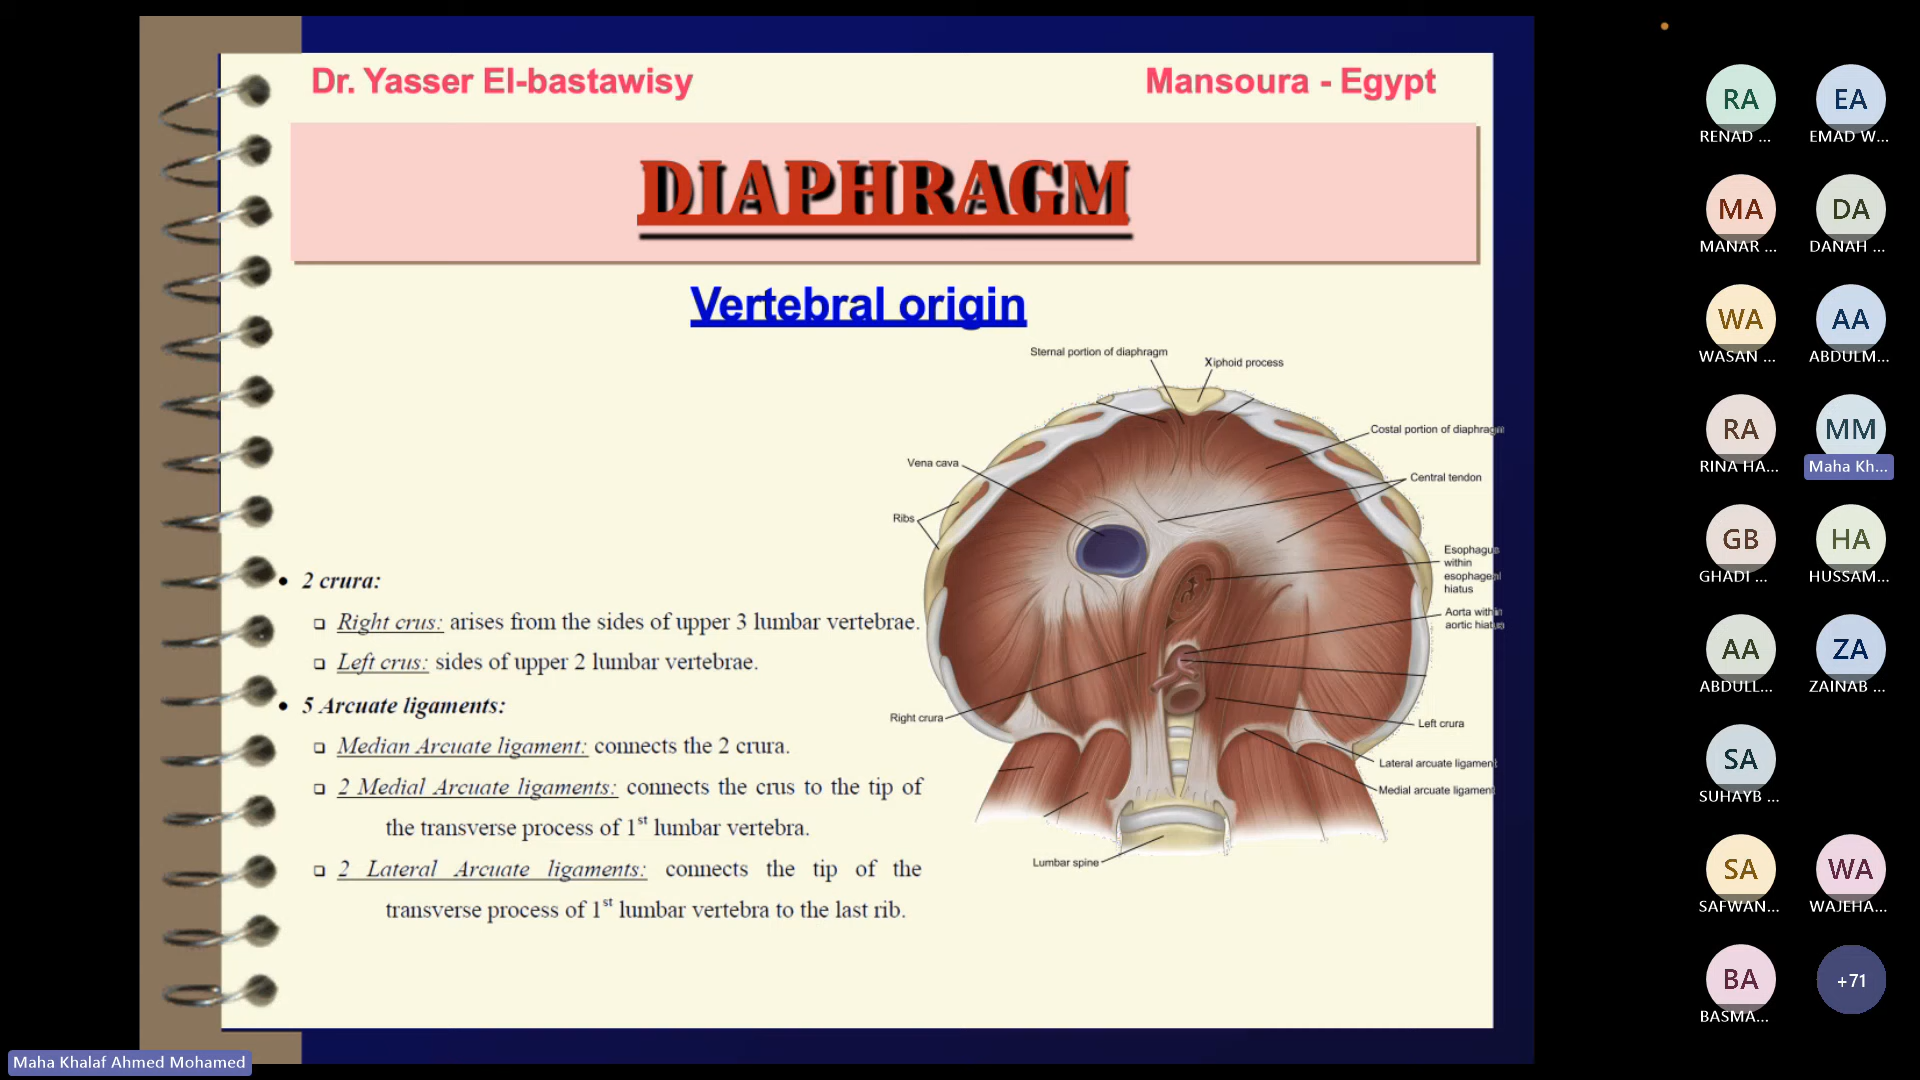 Dr. Yasser El-bastawisy
Mansoura - Egypt
DIAPHRAGM
Vertebral origin
2 crura:
Right crus: arises from the sides of upper 3 lumbar vertebrae.
Left crus: sides of upper 2 lumbar vertebrae.
5 Arcuate ligaments:
Median Arcuate ligament: connects the 2 crura.
2 Medial Arcuate ligaments: connects the crus to the tip of
the transverse process of 1st lumbar vertebra.
2 Lateral Arcuate ligaments: connects the tip of the
transverse process of 1st lumbar vertebra to the last rib.
Sternal portion of diaphragm
Xiphoid process
Costal portion of diaphragm
Vena cava
Central tendon
Ribs
Esophagus
within
esophageal
hiatus
Aorta within
aortic hiatus
Right crura
Left crura
Lateral arcuate ligament
Medial arcuate ligament
Lumbar spine
RA
RENAD ...
EA
EMAD W...
MA
MANAR ...
DA
DANAH ...
WA
WASAN ...
AA
ABDULM...
RA
RINA HA...
MM
Maha Kh...
GB
GHADI ...
HA
HUSSAM...
AA
ABDULL...
ZA
ZAINAB ...
SA
SUHAYB ...
SA
SAFWAN...
WA
WAJEHA...
BA
BASMA...
+71
Maha Khalaf Ahmed Mohamed